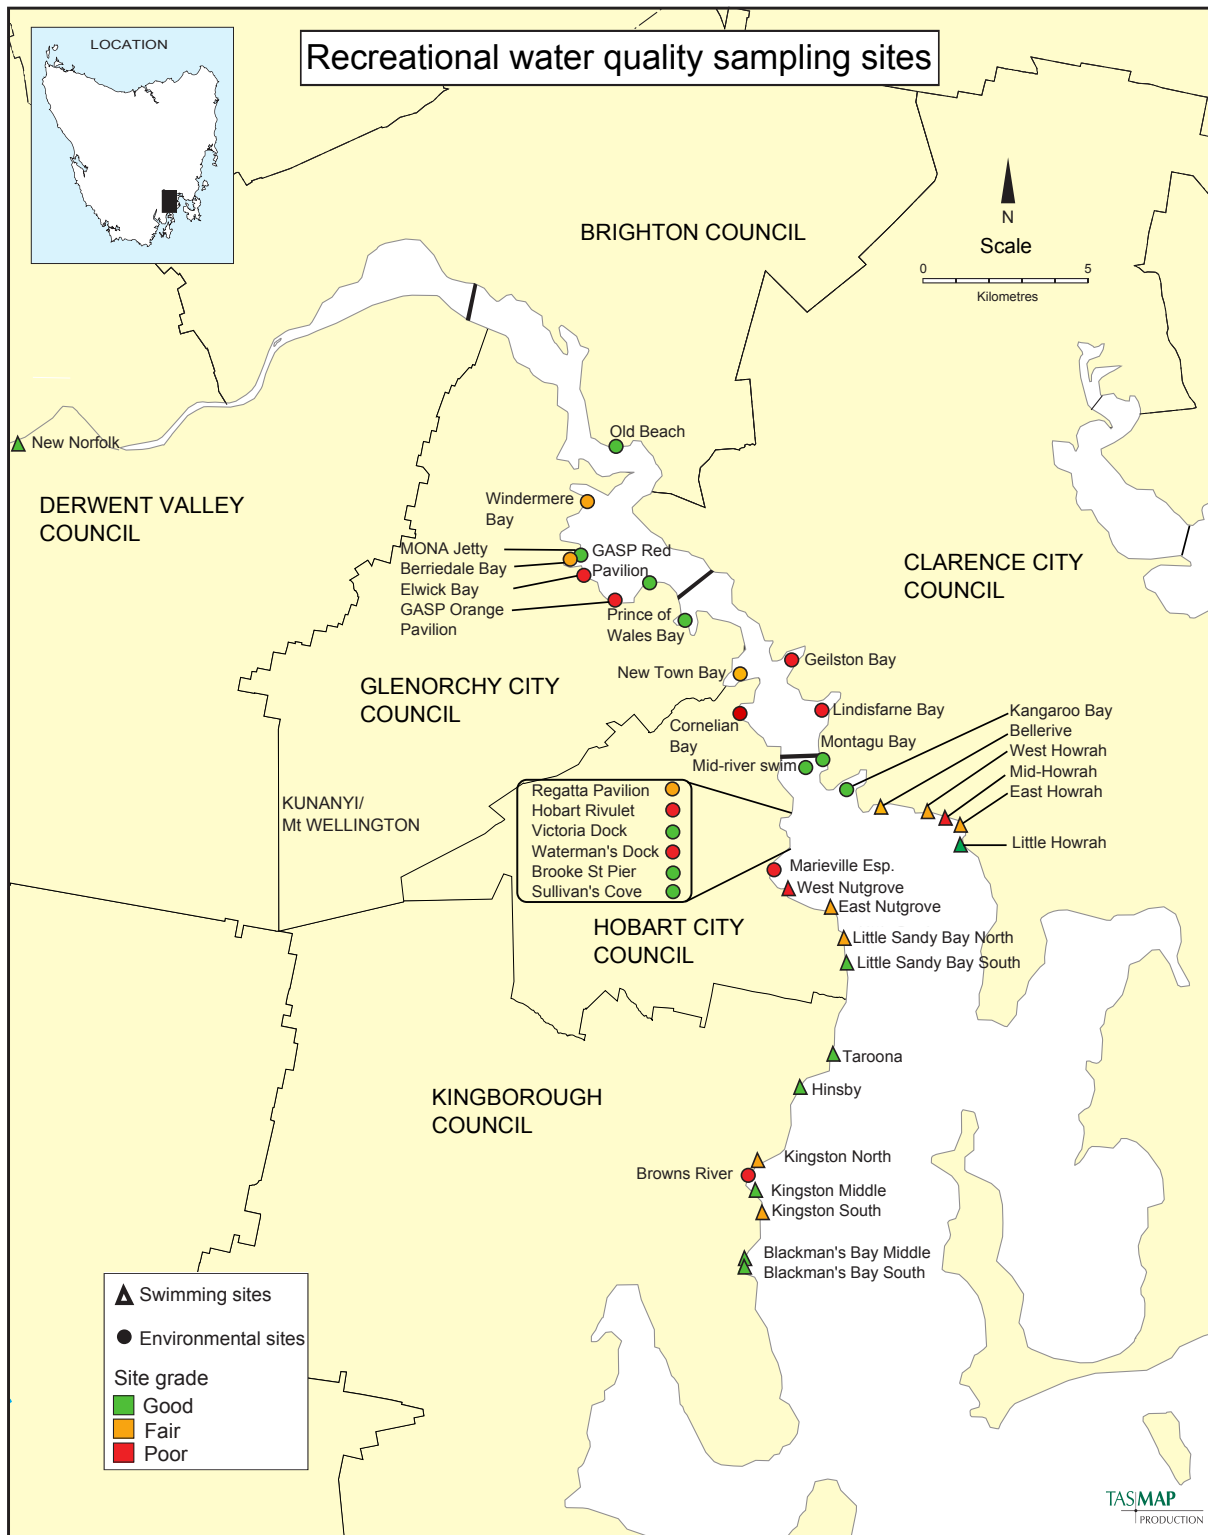 LOCATION
Recreational water quality sampling sites
N
Scale
0 5
Kilometres
BRIGHTON COUNCIL
New Norfolk
Old Beach
DERWENT VALLEY
COUNCIL
Windermere
Bay
MONA Jetty
Berriedale Bay
Elwick Bay
GASP Orange
Pavilion
GASP Red
Pavilion
Prince of
Wales Bay
CLARENCE CITY
COUNCIL
Geilston Bay
New Town Bay
GLENORCHY CITY
COUNCIL
Cornelian
Bay
Lindisfarne Bay
Montagu Bay
Mid-river swim
Kangaroo Bay
Bellerive
West Howrah
Mid-Howrah
East Howrah
Little Howrah
KUNANYI/
Mt WELLINGTON
Regatta Pavilion
Hobart Rivulet
Victoria Dock
Waterman's Dock
Brooke St Pier
Sullivan's Cove
Marieville Esp.
West Nutgrove
East Nutgrove
HOBART CITY
COUNCIL
Little Sandy Bay North
Little Sandy Bay South
Taroona
Hinsby
KINGBOROUGH
COUNCIL
Kingston North
Browns River
Kingston Middle
Kingston South
Blackman's Bay Middle
Blackman's Bay South
Swimming sites
Environmental sites
Site grade
Good
Fair
Poor
TASMAP
PRODUCTION